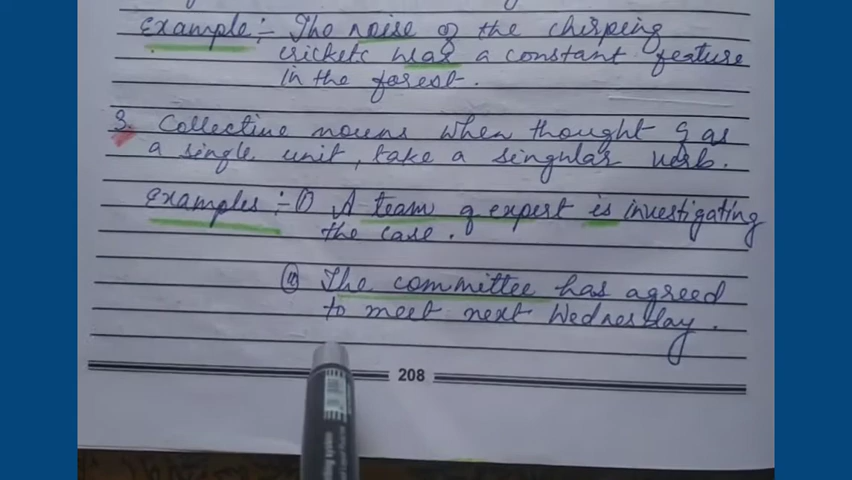 Example :- The noise of the chirping
crickets was a constant feature
in the forest.
3. Collective nouns when thought of as
a single unit, take a singular verb.
Examples :- (i) A team of expert is investigating
the case.
(ii) The committee has agreed
to meet next Wednesday.
208